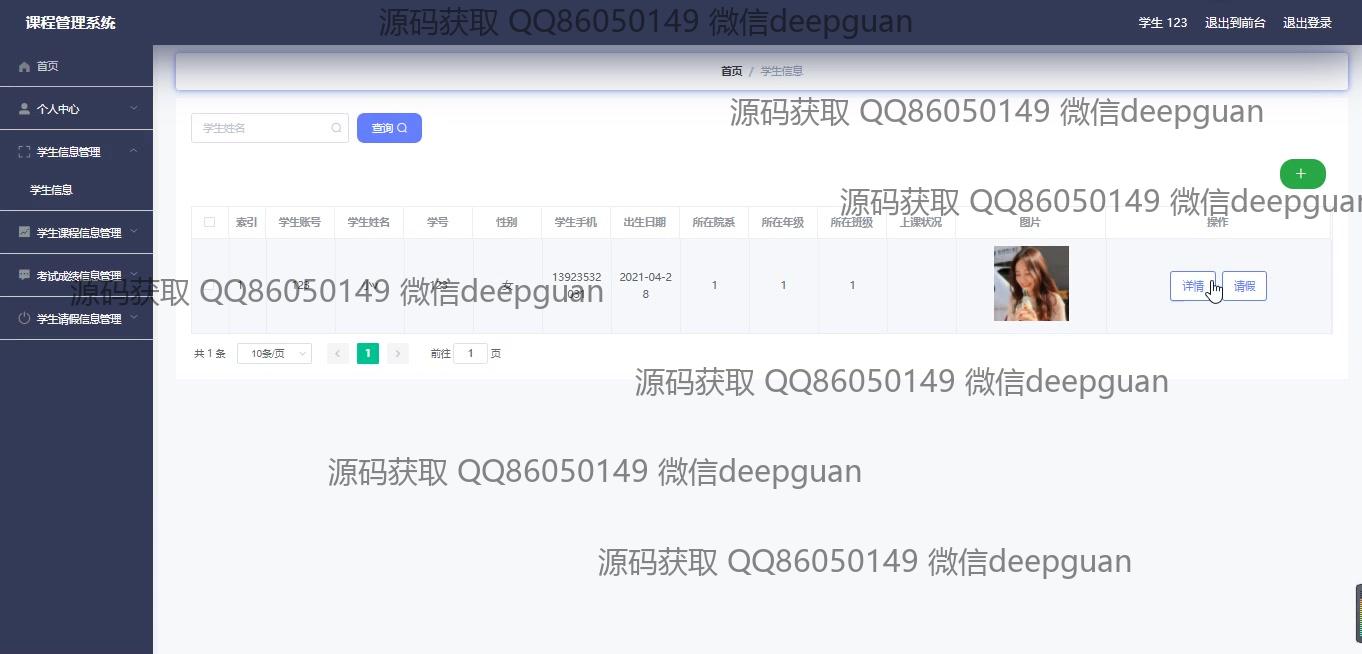 课程管理系统
源码获取 QQ86050149 微信deepguan
学生 123 退出到前台 退出登录
首页
个人中心
学生信息管理
学生信息
学生课程信息管理
考试成绩信息管理
学生请假信息管理
首页 / 学生信息
源码获取 QQ86050149 微信deepguan
学生姓名
查询
+
源码获取 QQ86050149 微信deepguan
索引 学生账号 学生姓名 学号 性别 学生手机 出生日期 所在院系 所在年级 所在班级 上课状况 图片 操作
1 123 小V 123 女 13923532031 2021-04-28 1 1 1 详情 请假
源码获取 QQ86050149 微信deepguan
共 1 条 10条/页 < 1 > 前往 1 页
源码获取 QQ86050149 微信deepguan
源码获取 QQ86050149 微信deepguan
源码获取 QQ86050149 微信deepguan